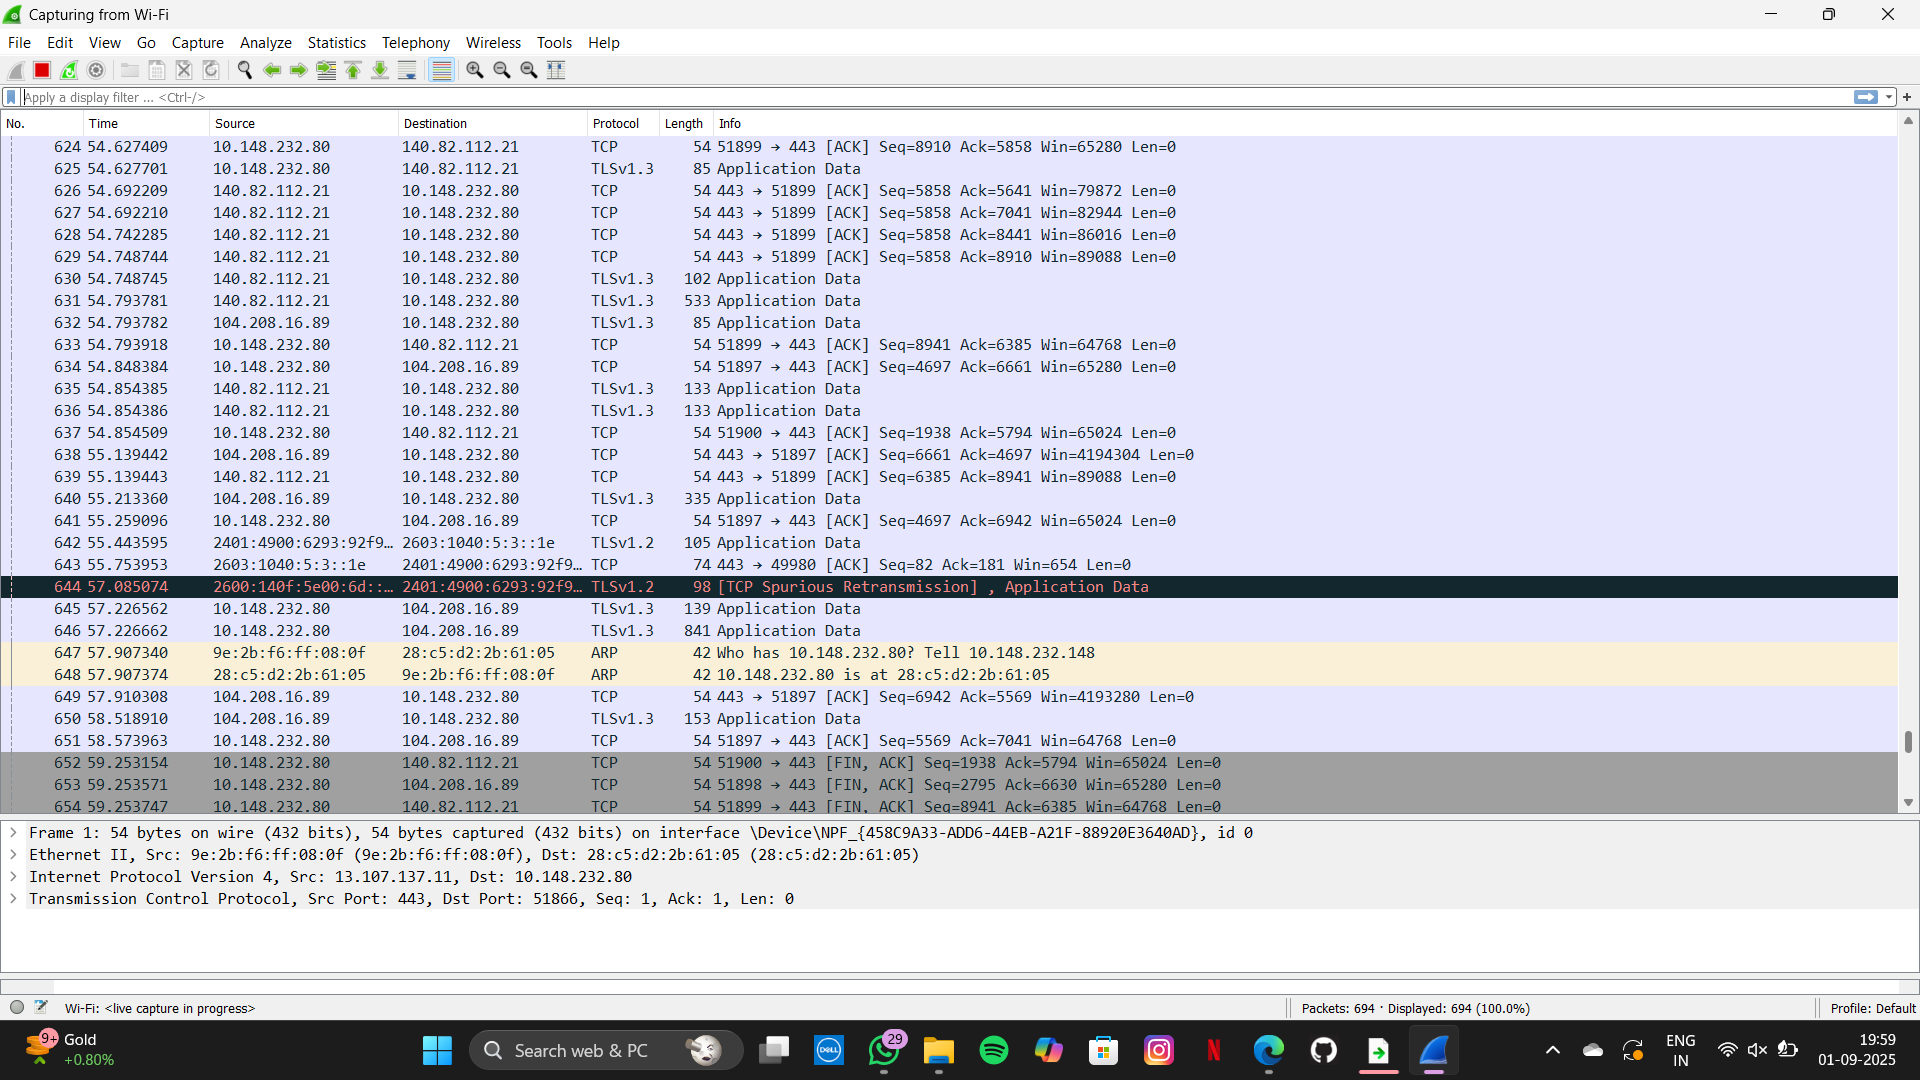 Capturing from Wi-Fi
File Edit View Go Capture Analyze Statistics Telephony Wireless Tools Help
Apply a display filter ... <Ctrl-/>
No. Time Source Destination Protocol Length Info
624 54.627409 10.148.232.80 140.82.112.21 TCP 54 51899 → 443 [ACK] Seq=8910 Ack=5858 Win=65280 Len=0
625 54.627701 10.148.232.80 140.82.112.21 TLSv1.3 85 Application Data
626 54.692209 140.82.112.21 10.148.232.80 TCP 54 443 → 51899 [ACK] Seq=5858 Ack=5641 Win=79872 Len=0
627 54.692210 140.82.112.21 10.148.232.80 TCP 54 443 → 51899 [ACK] Seq=5858 Ack=7041 Win=82944 Len=0
628 54.742285 140.82.112.21 10.148.232.80 TCP 54 443 → 51899 [ACK] Seq=5858 Ack=8441 Win=86016 Len=0
629 54.748744 140.82.112.21 10.148.232.80 TCP 54 443 → 51899 [ACK] Seq=5858 Ack=8910 Win=89088 Len=0
630 54.748745 140.82.112.21 10.148.232.80 TLSv1.3 102 Application Data
631 54.793781 140.82.112.21 10.148.232.80 TLSv1.3 533 Application Data
632 54.793782 104.208.16.89 10.148.232.80 TLSv1.3 85 Application Data
633 54.793918 10.148.232.80 140.82.112.21 TCP 54 51899 → 443 [ACK] Seq=8941 Ack=6385 Win=64768 Len=0
634 54.848384 10.148.232.80 104.208.16.89 TCP 54 51897 → 443 [ACK] Seq=4697 Ack=6661 Win=65280 Len=0
635 54.854385 140.82.112.21 10.148.232.80 TLSv1.3 133 Application Data
636 54.854386 140.82.112.21 10.148.232.80 TLSv1.3 133 Application Data
637 54.854509 10.148.232.80 140.82.112.21 TCP 54 51900 → 443 [ACK] Seq=1938 Ack=5794 Win=65024 Len=0
638 55.139442 104.208.16.89 10.148.232.80 TCP 54 443 → 51897 [ACK] Seq=6661 Ack=4697 Win=4194304 Len=0
639 55.139443 140.82.112.21 10.148.232.80 TCP 54 443 → 51899 [ACK] Seq=6385 Ack=8941 Win=89088 Len=0
640 55.213360 104.208.16.89 10.148.232.80 TLSv1.3 335 Application Data
641 55.259096 10.148.232.80 104.208.16.89 TCP 54 51897 → 443 [ACK] Seq=4697 Ack=6942 Win=65024 Len=0
642 55.443595 2401:4900:6293:92f9… 2603:1040:5:3::1e TLSv1.2 105 Application Data
643 55.753953 2603:1040:5:3::1e 2401:4900:6293:92f9… TCP 74 443 → 49980 [ACK] Seq=82 Ack=181 Win=654 Len=0
644 57.085074 2600:140f:5e00:6d::… 2401:4900:6293:92f9… TLSv1.2 98 [TCP Spurious Retransmission] , Application Data
645 57.226562 10.148.232.80 104.208.16.89 TLSv1.3 139 Application Data
646 57.226662 10.148.232.80 104.208.16.89 TLSv1.3 841 Application Data
647 57.907340 9e:2b:f6:ff:08:0f 28:c5:d2:2b:61:05 ARP 42 Who has 10.148.232.80? Tell 10.148.232.148
648 57.907374 28:c5:d2:2b:61:05 9e:2b:f6:ff:08:0f ARP 42 10.148.232.80 is at 28:c5:d2:2b:61:05
649 57.910308 104.208.16.89 10.148.232.80 TCP 54 443 → 51897 [ACK] Seq=6942 Ack=5569 Win=4193280 Len=0
650 58.518910 104.208.16.89 10.148.232.80 TLSv1.3 153 Application Data
651 58.573963 10.148.232.80 104.208.16.89 TCP 54 51897 → 443 [ACK] Seq=5569 Ack=7041 Win=64768 Len=0
652 59.253154 10.148.232.80 140.82.112.21 TCP 54 51900 → 443 [FIN, ACK] Seq=1938 Ack=5794 Win=65024 Len=0
653 59.253571 10.148.232.80 104.208.16.89 TCP 54 51898 → 443 [FIN, ACK] Seq=2795 Ack=6630 Win=65280 Len=0
654 59.253747 10.148.232.80 140.82.112.21 TCP 54 51899 → 443 [FIN, ACK] Seq=8941 Ack=6385 Win=64768 Len=0
Frame 1: 54 bytes on wire (432 bits), 54 bytes captured (432 bits) on interface \Device\NPF_{458C9A33-ADD6-44EB-A21F-88920E3640AD}, id 0
Ethernet II, Src: 9e:2b:f6:ff:08:0f (9e:2b:f6:ff:08:0f), Dst: 28:c5:d2:2b:61:05 (28:c5:d2:2b:61:05)
Internet Protocol Version 4, Src: 13.107.137.11, Dst: 10.148.232.80
Transmission Control Protocol, Src Port: 443, Dst Port: 51866, Seq: 1, Ack: 1, Len: 0
Wi-Fi: <live capture in progress> Packets: 694 · Displayed: 694 (100.0%) Profile: Default
9+ Gold
+0.80%
Search web & PC
DELL
29
N
ENG
IN
19:59
01-09-2025